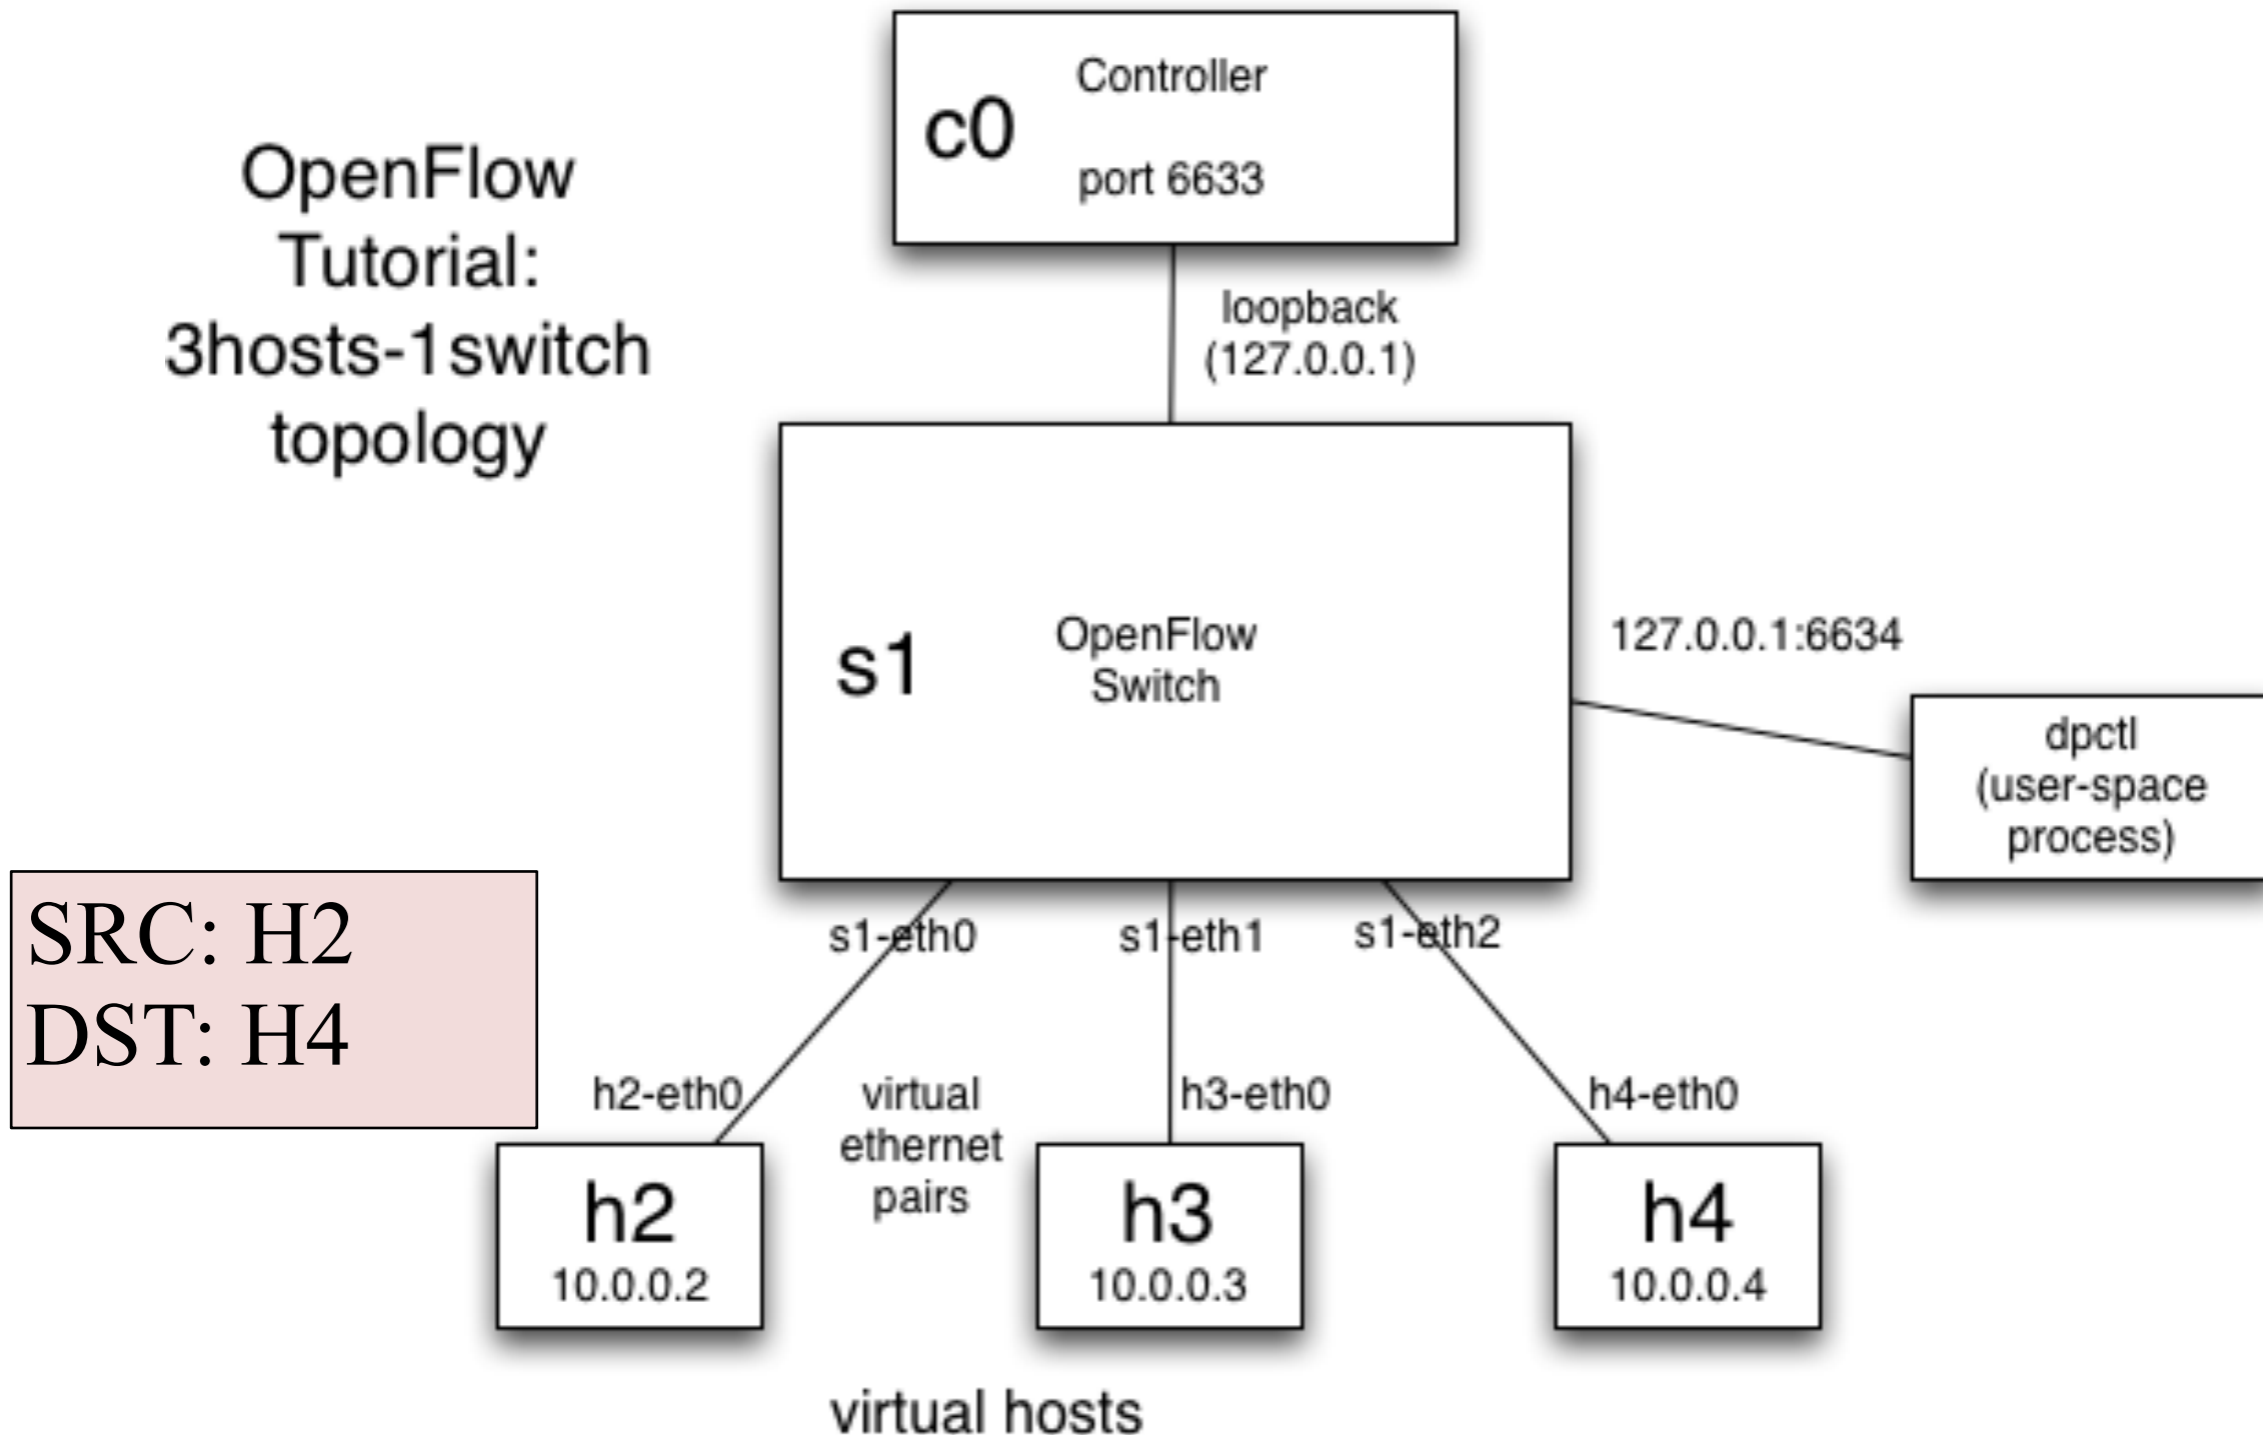 OpenFlow
Tutorial:
3hosts-1switch
topology
c0
Controller
port 6633
loopback
(127.0.0.1)
s1
OpenFlow
Switch
127.0.0.1:6634
dpctl
(user-space
process)
SRC: H2
DST: H4
s1-eth0
s1-eth1
s1-eth2
h2-eth0
virtual
ethernet
pairs
h3-eth0
h4-eth0
h2
10.0.0.2
h3
10.0.0.3
h4
10.0.0.4
virtual hosts